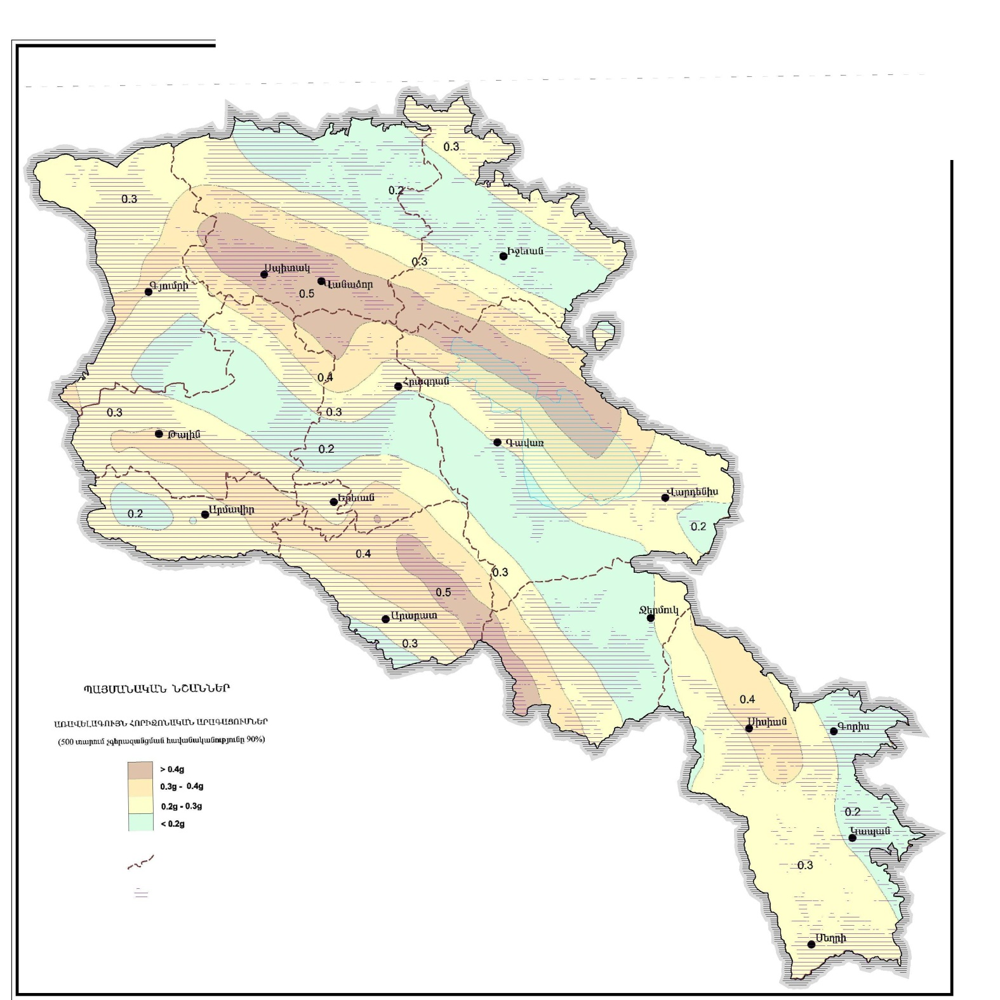 0.3
0.2
0.3
Իջեւան
0.3
Սպիտակ
Վանաձոր
Գյումրի
0.5
0.4
Հրազդան
0.3
0.3
Թալին
0.2
Գավառ
Երեւան
Վարդենիս
Արմավիր
0.2
0.2
0.4
0.3
0.5
Ջերմուկ
Արարատ
0.3
0.4
Սիսիան
Գորիս
0.2
Կապան
0.3
Մեղրի
ՊԱՅՄԱՆԱԿԱՆ ՆՇԱՆՆԵՐ
ԱՌԱՎԵԼԱԳՈՒՅՆ ՀՈՐԻԶՈՆԱԿԱՆ ԱՐԱԳԱՑՈՒՄՆԵՐ
(500 տարում չգերազանցման հավանականությունը 90%)
> 0.4g
0.3g - 0.4g
0.2g - 0.3g
< 0.2g